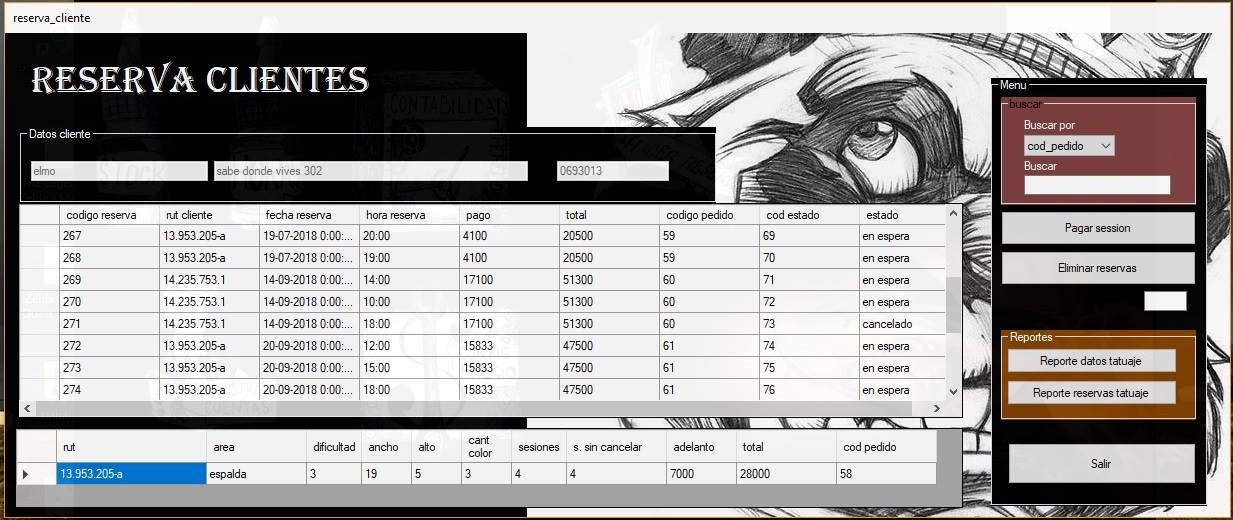 reserva_cliente
RESERVA CLIENTES
Datos cliente
elmo sabe donde vives 302 0693013
codigo reserva rut cliente fecha reserva hora reserva pago total codigo pedido cod estado estado
267 13.953.205-a 19-07-2018 0:00:... 20:00 4100 20500 59 69 en espera
268 13.953.205-a 19-07-2018 0:00:... 19:00 4100 20500 59 70 en espera
269 14.235.753.1 14-09-2018 0:00:... 14:00 17100 51300 60 71 en espera
270 14.235.753.1 14-09-2018 0:00:... 10:00 17100 51300 60 72 en espera
271 14.235.753.1 14-09-2018 0:00:... 18:00 17100 51300 60 73 cancelado
272 13.953.205-a 20-09-2018 0:00:... 12:00 15833 47500 61 74 en espera
273 13.953.205-a 20-09-2018 0:00:... 15:00 15833 47500 61 75 en espera
274 13.953.205-a 20-09-2018 0:00:... 18:00 15833 47500 61 76 en espera
rut area dificultad ancho alto cant color sesiones s. sin cancelar adelanto total cod pedido
13.953.205-a espalda 3 19 5 3 4 4 7000 28000 58
Menu
buscar
Buscar por
cod_pedido
Buscar
Pagar session
Eliminar reservas
Reportes
Reporte datos tatuaje
Reporte reservas tatuaje
Salir
CONTABILIDAD
STOCK